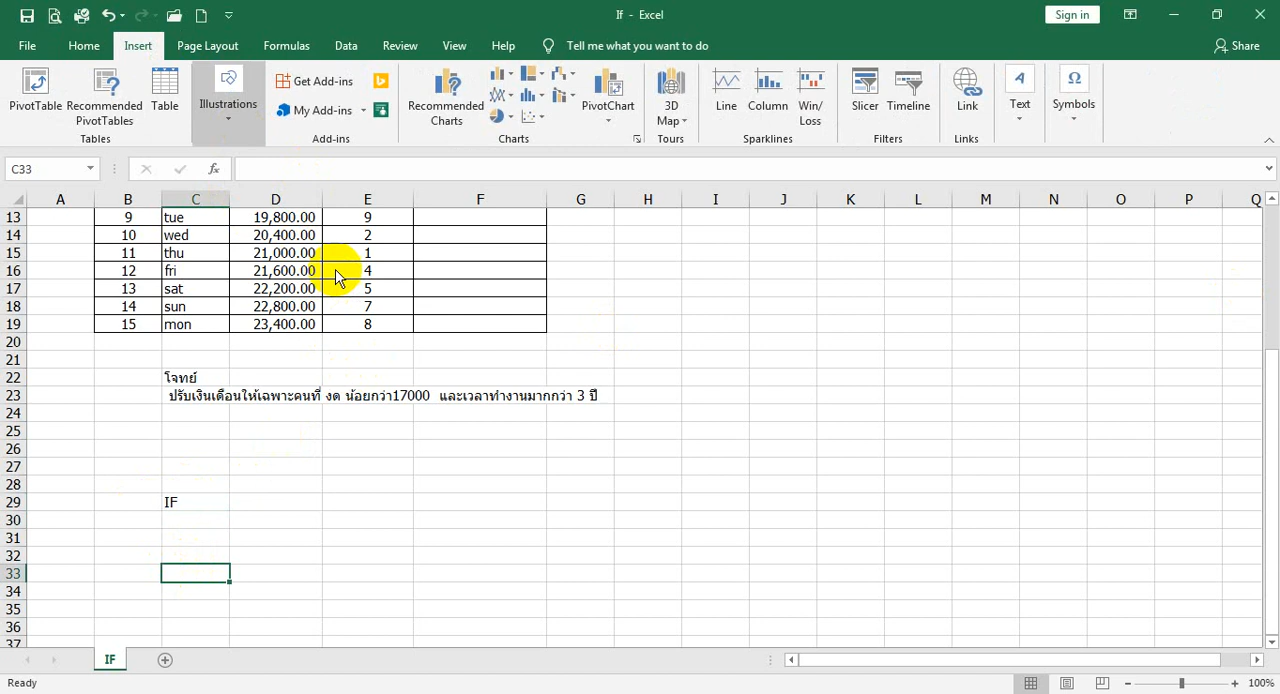 If - Excel
Sign in
File Home Insert Page Layout Formulas Data Review View Help Tell me what you want to do Share
PivotTable Recommended PivotTables Table Illustrations Get Add-ins My Add-ins Recommended Charts PivotChart 3D Map Line Column Win/ Loss Slicer Timeline Link Text Symbols
Tables Add-ins Charts Tours Sparklines Filters Links
C33 fx
A B C D E F G H I J K L M N O P Q
13 9 tue 19,800.00 9
14 10 wed 20,400.00 2
15 11 thu 21,000.00 1
16 12 fri 21,600.00 4
17 13 sat 22,200.00 5
18 14 sun 22,800.00 7
19 15 mon 23,400.00 8
20
21
22 โจทย์
23 ปรับเงินเดือนให้เฉพาะคนที่ งด น้อยกว่า17000 และเวลาทำงานมากกว่า 3 ปี
24
25
26
27
28
29 IF
30
31
32
33
34
35
36
37
IF
Ready 100%